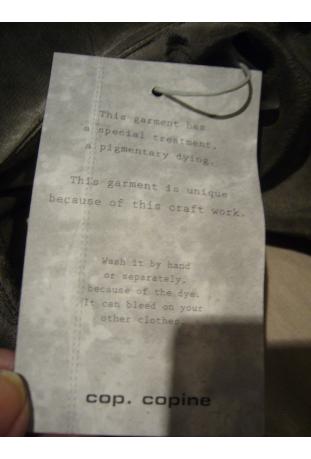 This garment has
a special treatment,
a pigmentary dying.
This garment is unique
because of this craft work.
Wash it by hand
or separately,
because of the dye.
It can bleed on your
other clothes.
cop. copine